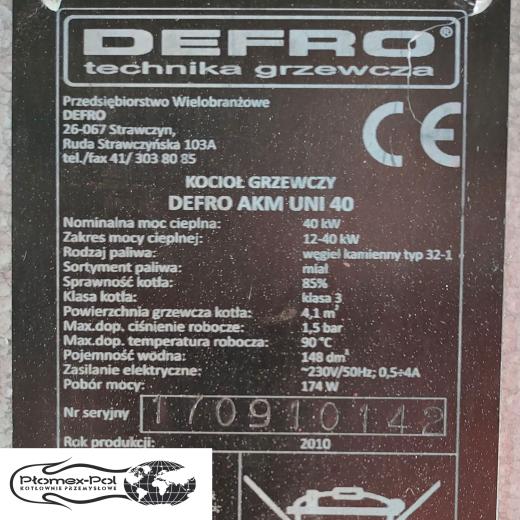 DEFRO®
technika grzewcza
Przedsiębiorstwo Wielobranżowe
DEFRO
26-067 Strawczyn,
Ruda Strawczyńska 103A
tel./fax 41/ 303 80 85
CE
KOCIOŁ GRZEWCZY
DEFRO AKM UNI 40
Nominalna moc cieplna: 40 kW
Zakres mocy cieplnej: 12-40 kW
Rodzaj paliwa: węgiel kamienny typ 32-1
Sortyment paliwa: miał
Sprawność kotła: 85%
Klasa kotła: klasa 3
Powierzchnia grzewcza kotła: 4,1 m²
Max.dop. ciśnienie robocze: 1,5 bar
Max.dop. temperatura robocza: 90 °C
Pojemność wodna: 148 dm³
Zasilanie elektryczne: ~230V/50Hz; 0,5÷4A
Pobór mocy: 174 W
Nr seryjny 170910142
Rok produkcji: 2010
Płomex-Pol
KOTŁOWNIE PRZEMYSŁOWE